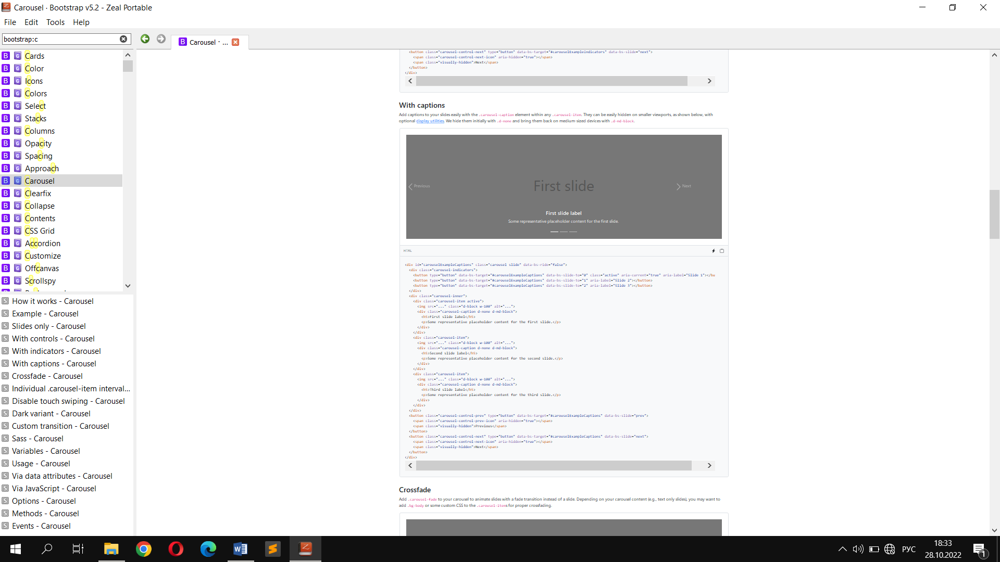 Carousel · Bootstrap v5.2 - Zeal Portable
File Edit Tools Help
bootstrap:c
Carousel · ...
Cards
Color
Icons
Colors
Select
Stacks
Columns
Opacity
Spacing
Approach
Carousel
Clearfix
Collapse
Contents
CSS Grid
Accordion
Customize
Offcanvas
Scrollspy
How it works - Carousel
Example - Carousel
Slides only - Carousel
With controls - Carousel
With indicators - Carousel
With captions - Carousel
Crossfade - Carousel
Individual .carousel-item interval...
Disable touch swiping - Carousel
Dark variant - Carousel
Custom transition - Carousel
Sass - Carousel
Variables - Carousel
Usage - Carousel
Via data attributes - Carousel
Via JavaScript - Carousel
Options - Carousel
Methods - Carousel
Events - Carousel
<button class="carousel-control-next" type="button" data-bs-target="#carouselExampleIndicators" data-bs-slide="next">
<span class="carousel-control-next-icon" aria-hidden="true"></span>
<span class="visually-hidden">Next</span>
</button>
</div>
With captions
Add captions to your slides easily with the .carousel-caption element within any .carousel-item. They can be easily hidden on smaller viewports, as shown below, with
optional display utilities. We hide them initially with .d-none and bring them back on medium-sized devices with .d-md-block.
Previous
First slide
Next
First slide label
Some representative placeholder content for the first slide.
HTML
<div id="carouselExampleCaptions" class="carousel slide" data-bs-ride="false">
<div class="carousel-indicators">
<button type="button" data-bs-target="#carouselExampleCaptions" data-bs-slide-to="0" class="active" aria-current="true" aria-label="Slide 1"></bu
<button type="button" data-bs-target="#carouselExampleCaptions" data-bs-slide-to="1" aria-label="Slide 2"></button>
<button type="button" data-bs-target="#carouselExampleCaptions" data-bs-slide-to="2" aria-label="Slide 3"></button>
</div>
<div class="carousel-inner">
<div class="carousel-item active">
<img src="..." class="d-block w-100" alt="...">
<div class="carousel-caption d-none d-md-block">
<h5>First slide label</h5>
<p>Some representative placeholder content for the first slide.</p>
</div>
</div>
<div class="carousel-item">
<img src="..." class="d-block w-100" alt="...">
<div class="carousel-caption d-none d-md-block">
<h5>Second slide label</h5>
<p>Some representative placeholder content for the second slide.</p>
</div>
</div>
<div class="carousel-item">
<img src="..." class="d-block w-100" alt="...">
<div class="carousel-caption d-none d-md-block">
<h5>Third slide label</h5>
<p>Some representative placeholder content for the third slide.</p>
</div>
</div>
</div>
<button class="carousel-control-prev" type="button" data-bs-target="#carouselExampleCaptions" data-bs-slide="prev">
<span class="carousel-control-prev-icon" aria-hidden="true"></span>
<span class="visually-hidden">Previous</span>
</button>
<button class="carousel-control-next" type="button" data-bs-target="#carouselExampleCaptions" data-bs-slide="next">
<span class="carousel-control-next-icon" aria-hidden="true"></span>
<span class="visually-hidden">Next</span>
</button>
</div>
Crossfade
Add .carousel-fade to your carousel to animate slides with a fade transition instead of a slide. Depending on your carousel content (e.g., text only slides), you may want to
add .bg-body or some custom CSS to the .carousel-items for proper crossfading.
РУС
18:33
28.10.2022
1